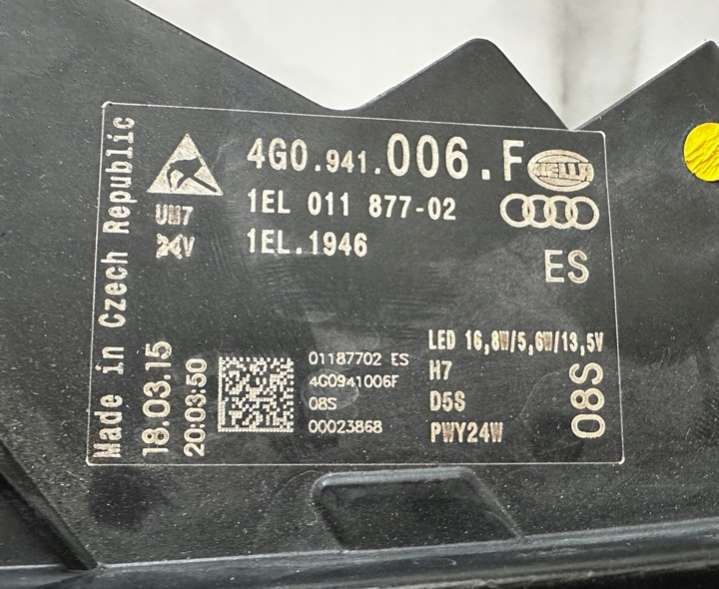 Made in Czech Republic
18.03.15
20:03:50
4G0.941.006.F
HELLA
UM7
24V
1EL 011 877-02
1EL.1946
ES
01187702 ES
4G0941006F
08S
00023868
LED 16,8W/5,6W/13,5V
H7
D5S
PWY24W
08S